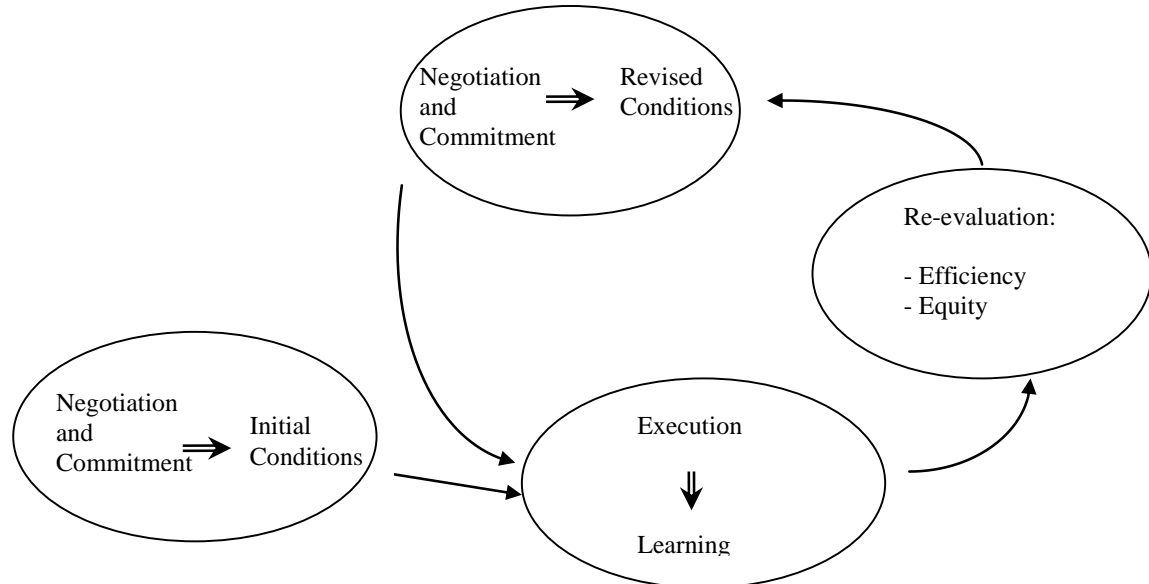 Negotiation
and
Commitment
Revised
Conditions
Re-evaluation:
- Efficiency
- Equity
Negotiation
and
Commitment
Initial
Conditions
Execution
Learning